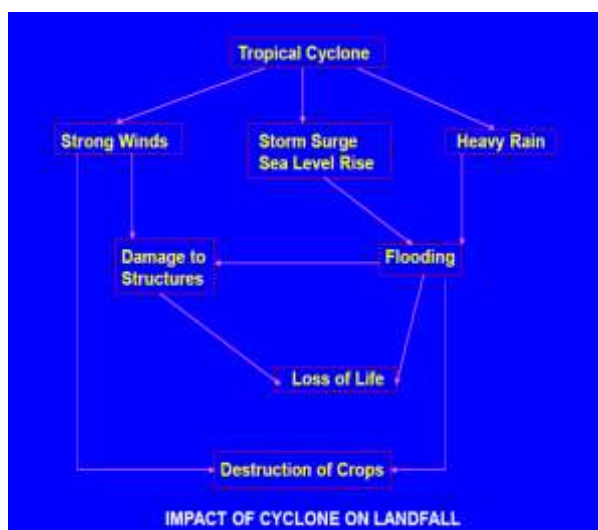 Tropical Cyclone
Strong Winds
Storm Surge
Sea Level Rise
Heavy Rain
Damage to
Structures
Flooding
Loss of Life
Destruction of Crops
IMPACT OF CYCLONE ON LANDFALL